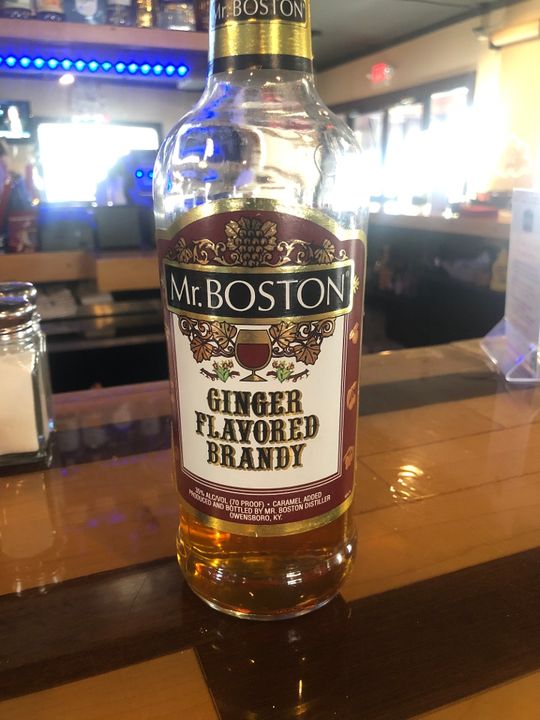 Mr. BOSTON
Mr. BOSTON®
GINGER
FLAVORED
BRANDY
35% ALC/VOL (70 PROOF) • CARAMEL ADDED
PRODUCED AND BOTTLED BY MR. BOSTON DISTILLER
OWENSBORO, KY.